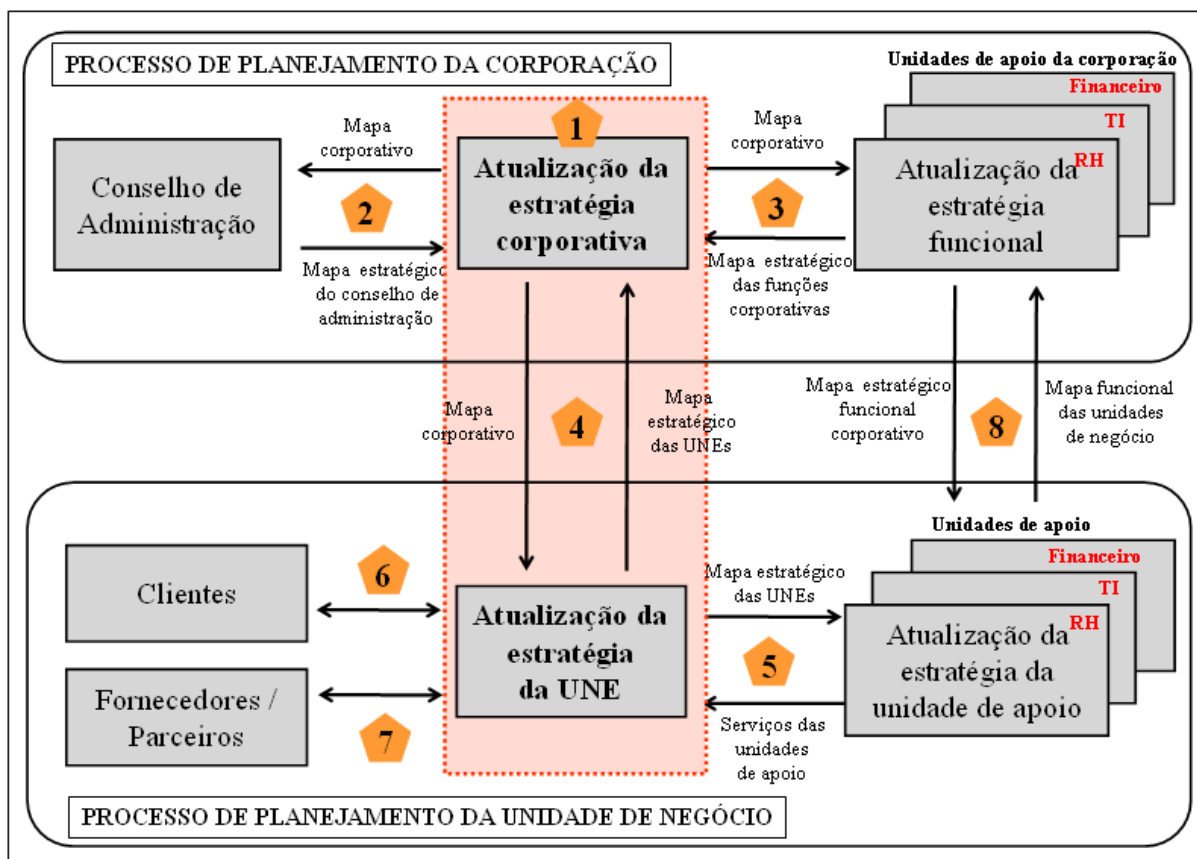 PROCESSO DE PLANEJAMENTO DA CORPORAÇÃO
Unidades de apoio da corporação
Financeiro
TI
RH
1
Mapa
corporativo
Mapa
corporativo
Conselho de
Administração
2
Atualização da
estratégia
corporativa
3
Atualização da
estratégia
funcional
Mapa estratégico
do conselho de
administração
Mapa estratégico
das funções
corporativas
Mapa
corporativo
4
Mapa
estratégico
das UNEs
Mapa estratégico
funcional
corporativo
8
Mapa funcional
das unidades
de negócio
Unidades de apoio
Financeiro
TI
RH
Clientes
6
Atualização da
estratégia
da UNE
Mapa estratégico
das UNEs
5
Atualização da
estratégia da
unidade de apoio
Fornecedores /
Parceiros
7
Serviços das
unidades
de apoio
PROCESSO DE PLANEJAMENTO DA UNIDADE DE NEGÓCIO